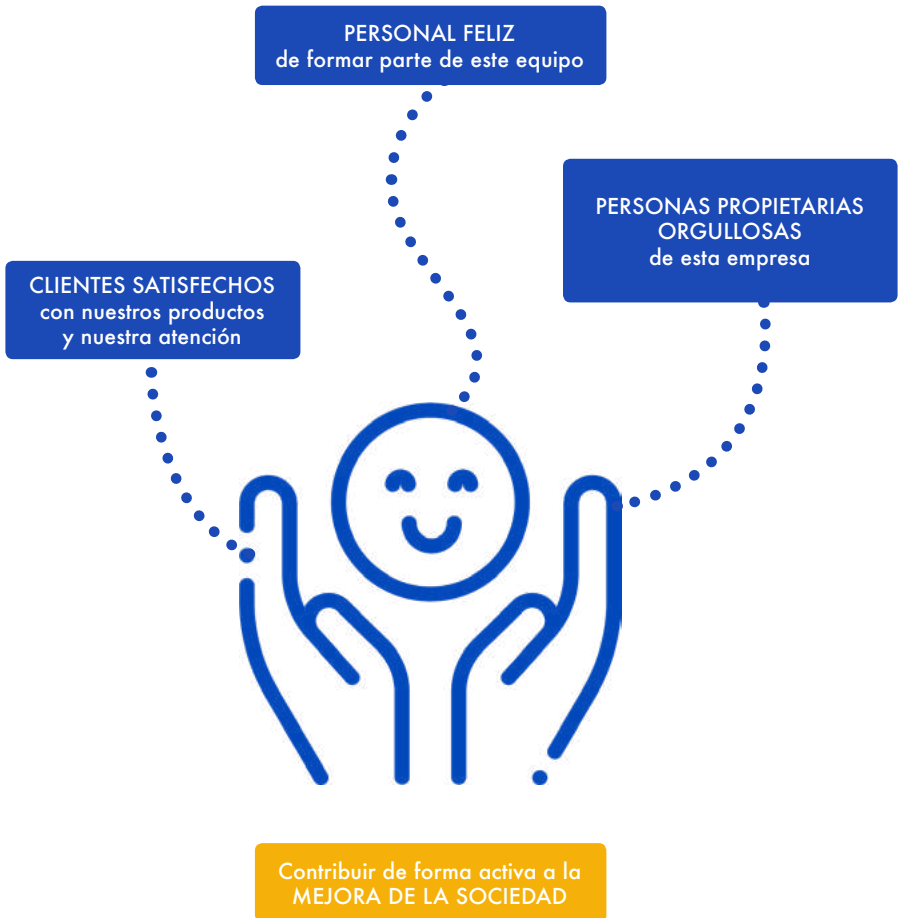 PERSONAL FELIZ
de formar parte de este equipo
PERSONAS PROPIETARIAS
ORGULLOSAS
de esta empresa
CLIENTES SATISFECHOS
con nuestros productos
y nuestra atención
Contribuir de forma activa a la
MEJORA DE LA SOCIEDAD